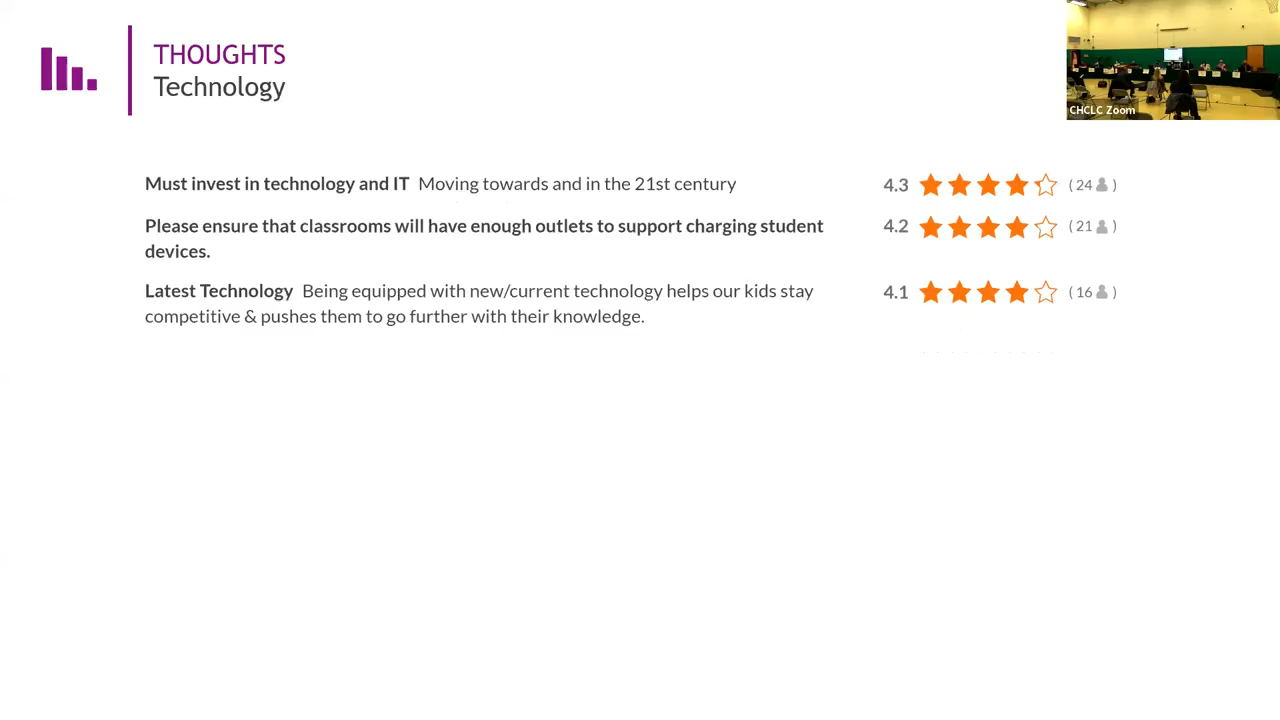 THOUGHTS
Technology
CHCLC Zoom
Must invest in technology and IT Moving towards and in the 21st century
4.3 (24)
Please ensure that classrooms will have enough outlets to support charging student
devices.
4.2 (21)
Latest Technology Being equipped with new/current technology helps our kids stay
competitive & pushes them to go further with their knowledge.
4.1 (16)